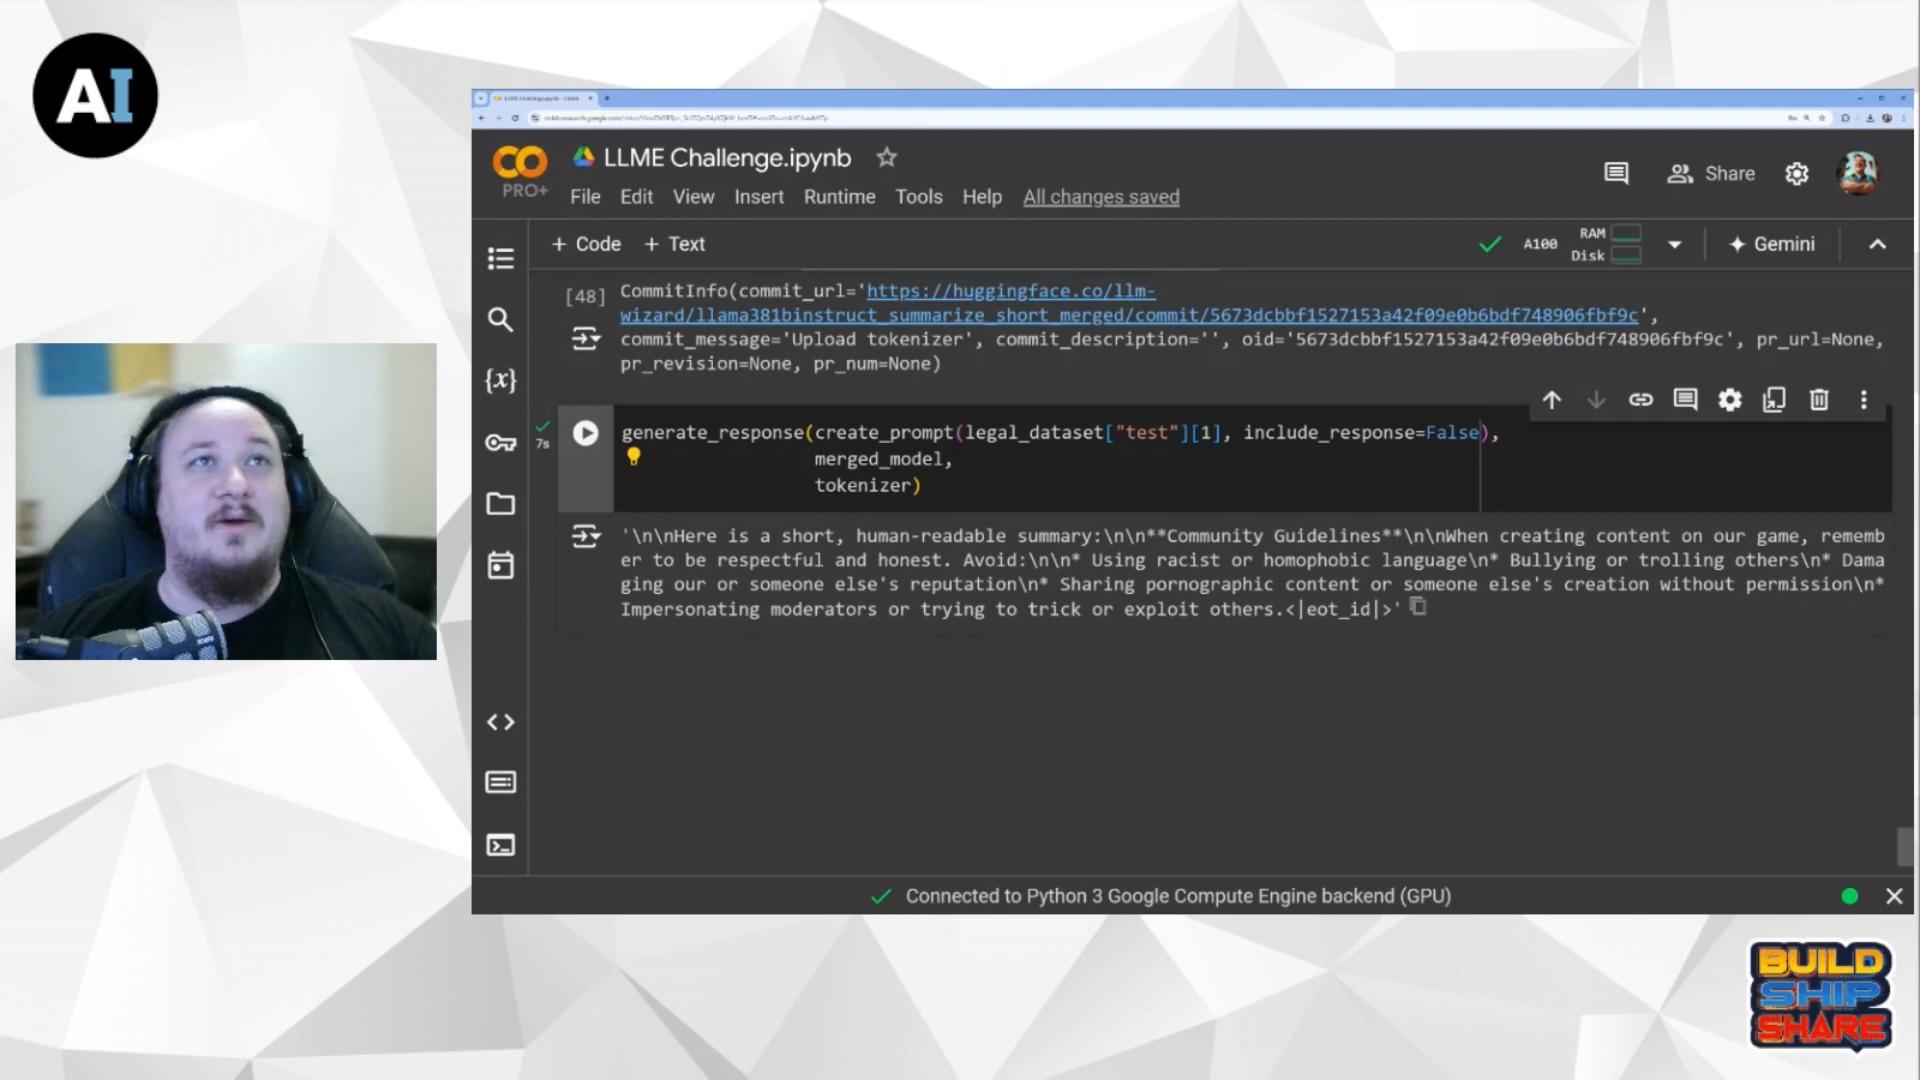 AI
LLME Challenge.ipynb
PRO+
File Edit View Insert Runtime Tools Help All changes saved
Share
+ Code + Text
A100
RAM
Disk
Gemini
[48]
CommitInfo(commit_url='https://huggingface.co/llm-
wizard/llama381binstruct_summarize_short_merged/commit/5673dcbbf1527153a42f09e0b6bdf748906fbf9c',
commit_message='Upload tokenizer', commit_description='', oid='5673dcbbf1527153a42f09e0b6bdf748906fbf9c', pr_url=None,
pr_revision=None, pr_num=None)
7s
generate_response(create_prompt(legal_dataset["test"][1], include_response=False),
merged_model,
tokenizer)
'\n\nHere is a short, human-readable summary:\n\n**Community Guidelines**\n\nWhen creating content on our game, rememb
er to be respectful and honest. Avoid:\n\n* Using racist or homophobic language\n* Bullying or trolling others\n* Dama
ging our or someone else's reputation\n* Sharing pornographic content or someone else's creation without permission\n*
Impersonating moderators or trying to trick or exploit others.<|eot_id|>'
Connected to Python 3 Google Compute Engine backend (GPU)
BUILD
SHIP
SHARE